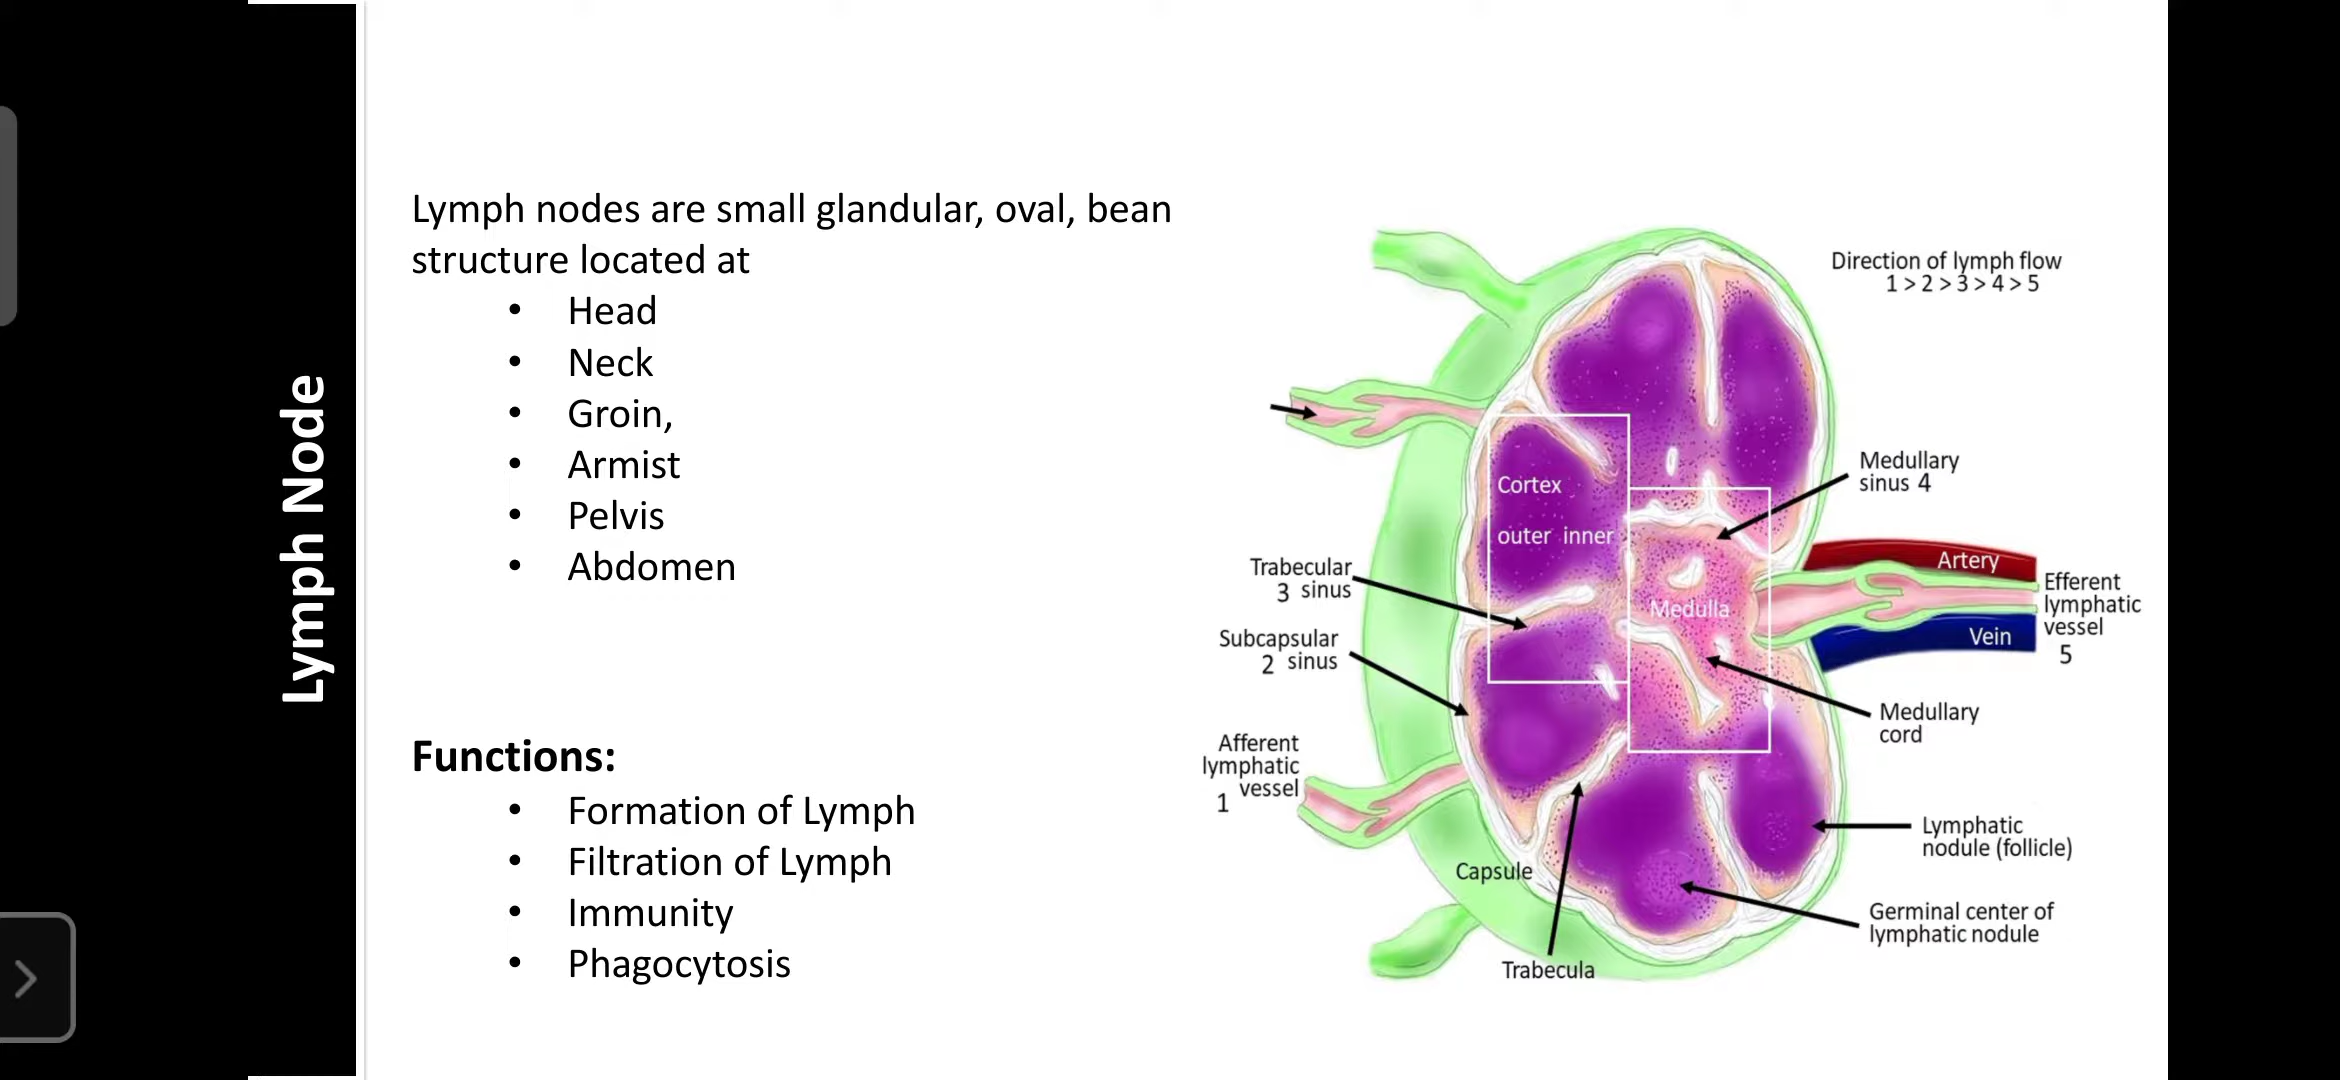 Lymph Node
Lymph nodes are small glandular, oval, bean
structure located at
• Head
• Neck
• Groin,
• Armist
• Pelvis
• Abdomen
Functions:
• Formation of Lymph
• Filtration of Lymph
• Immunity
• Phagocytosis
Direction of lymph flow
1 > 2 > 3 > 4 > 5
Medullary
sinus 4
Cortex
outer inner
Trabecular
3 sinus
Subcapsular
2 sinus
Afferent
lymphatic
vessel
1
Medulla
Artery
Vein
Efferent
lymphatic
vessel
5
Medullary
cord
Lymphatic
nodule (follicle)
Germinal center of
lymphatic nodule
Capsule
Trabecula